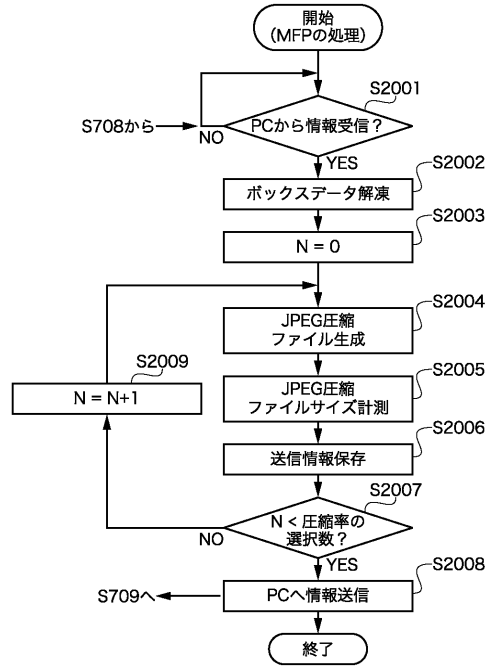 開始
(MFPの処理)
S2001
PCから情報受信？
S708から
NO
YES
S2002
ボックスデータ解凍
S2003
N = 0
S2004
JPEG圧縮
ファイル生成
S2005
JPEG圧縮
ファイルサイズ計測
S2009
N = N+1
S2006
送信情報保存
S2007
N < 圧縮率の
選択数？
NO
YES
S2008
PCへ情報送信
S709へ
終了